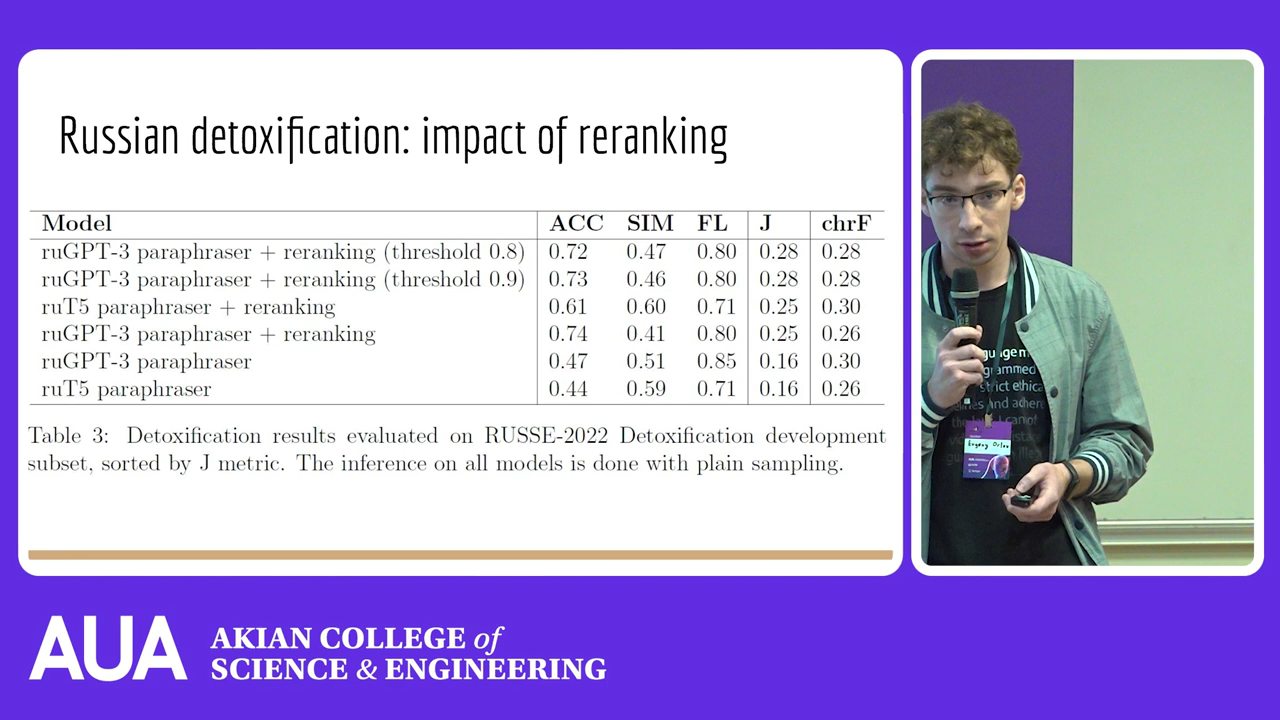 Russian detoxification: impact of reranking
Model ACC SIM FL J chrF
ruGPT-3 paraphraser + reranking (threshold 0.8) 0.72 0.47 0.80 0.28 0.28
ruGPT-3 paraphraser + reranking (threshold 0.9) 0.73 0.46 0.80 0.28 0.28
ruT5 paraphraser + reranking 0.61 0.60 0.71 0.25 0.30
ruGPT-3 paraphraser + reranking 0.74 0.41 0.80 0.25 0.26
ruGPT-3 paraphraser 0.47 0.51 0.85 0.16 0.30
ruT5 paraphraser 0.44 0.59 0.71 0.16 0.26
Table 3: Detoxification results evaluated on RUSSE-2022 Detoxification development
subset, sorted by J metric. The inference on all models is done with plain sampling.
strict ethica
and adhere
Evgeny Orlov
AUA AKIAN COLLEGE of
SCIENCE & ENGINEERING